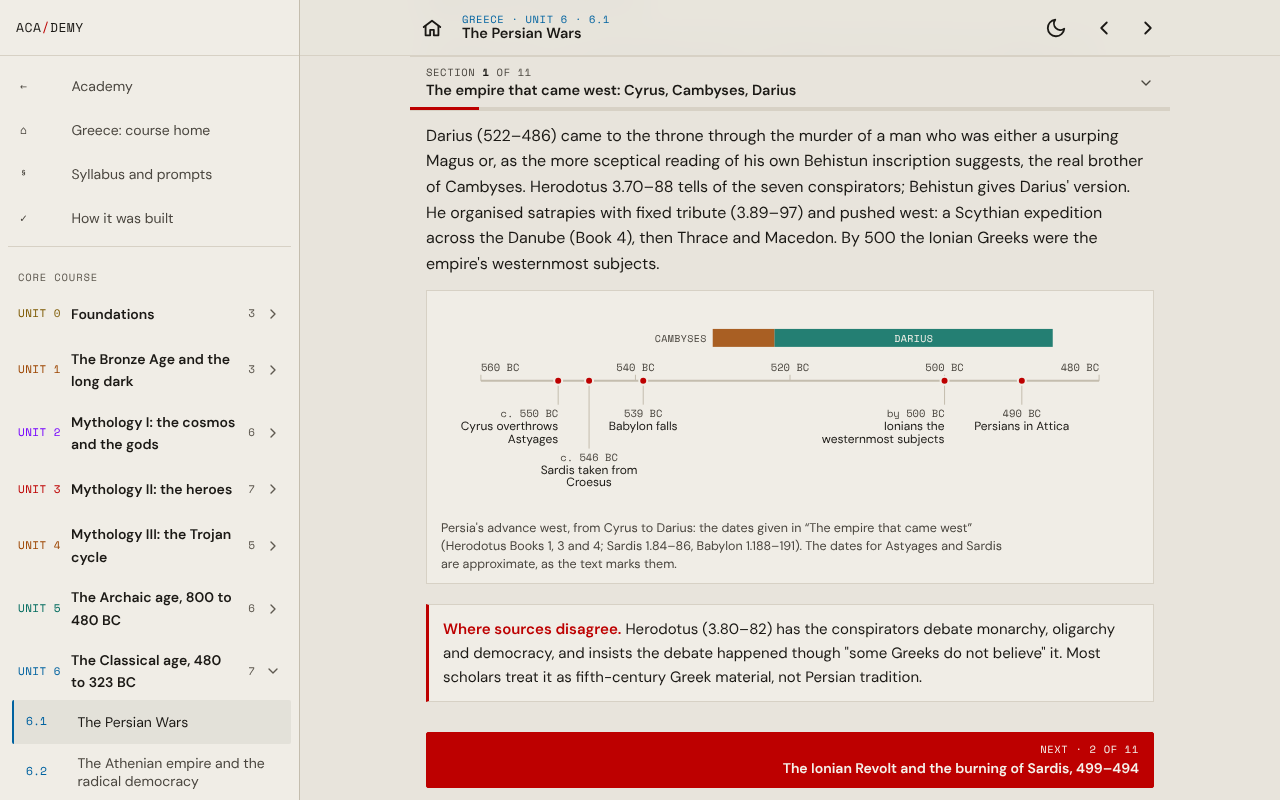 ACA/DEMY
← Academy
⌂ Greece: course home
§ Syllabus and prompts
✓ How it was built
CORE COURSE
UNIT 0 Foundations 3
UNIT 1 The Bronze Age and the
long dark 3
UNIT 2 Mythology I: the cosmos
and the gods 6
UNIT 3 Mythology II: the heroes 7
UNIT 4 Mythology III: the Trojan
cycle 5
UNIT 5 The Archaic age, 800 to
480 BC 6
UNIT 6 The Classical age, 480
to 323 BC 7
6.1 The Persian Wars
6.2 The Athenian empire and the
radical democracy
GREECE · UNIT 6 · 6.1
The Persian Wars
SECTION 1 OF 11
The empire that came west: Cyrus, Cambyses, Darius
Darius (522–486) came to the throne through the murder of a man who was either a usurping
Magus or, as the more sceptical reading of his own Behistun inscription suggests, the real brother
of Cambyses. Herodotus 3.70–88 tells of the seven conspirators; Behistun gives Darius' version.
He organised satrapies with fixed tribute (3.89–97) and pushed west: a Scythian expedition
across the Danube (Book 4), then Thrace and Macedon. By 500 the Ionian Greeks were the
empire's westernmost subjects.
CAMBYSES DARIUS
560 BC 540 BC 520 BC 500 BC 480 BC
c. 550 BC
Cyrus overthrows
Astyages
c. 546 BC
Sardis taken from
Croesus
539 BC
Babylon falls
by 500 BC
Ionians the
westernmost subjects
490 BC
Persians in Attica
Persia's advance west, from Cyrus to Darius: the dates given in “The empire that came west”
(Herodotus Books 1, 3 and 4; Sardis 1.84–86, Babylon 1.188–191). The dates for Astyages and Sardis
are approximate, as the text marks them.
Where sources disagree. Herodotus (3.80–82) has the conspirators debate monarchy, oligarchy
and democracy, and insists the debate happened though "some Greeks do not believe" it. Most
scholars treat it as fifth-century Greek material, not Persian tradition.
NEXT · 2 OF 11
The Ionian Revolt and the burning of Sardis, 499–494